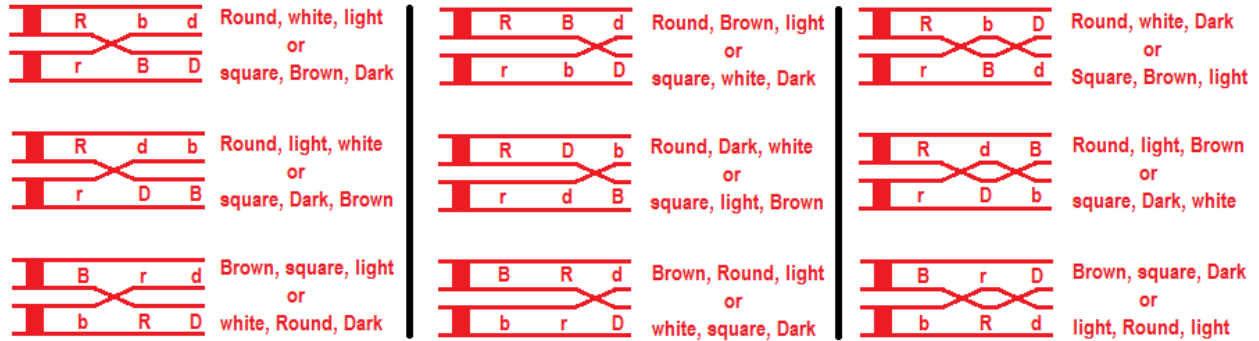 R b d Round, white, light
or
r B D square, Brown, Dark
R B d Round, Brown, light
or
r b D square, white, Dark
R b D Round, white, Dark
or
r B d Square, Brown, light
R d b Round, light, white
or
r D B square, Dark, Brown
R D b Round, Dark, white
or
r d B square, light, Brown
R d B Round, light, Brown
or
r D b square, Dark, white
B r d Brown, square, light
or
b R D white, Round, Dark
B R d Brown, Round, light
or
b r D white, square, Dark
B r D Brown, square, Dark
or
b R d light, Round, light